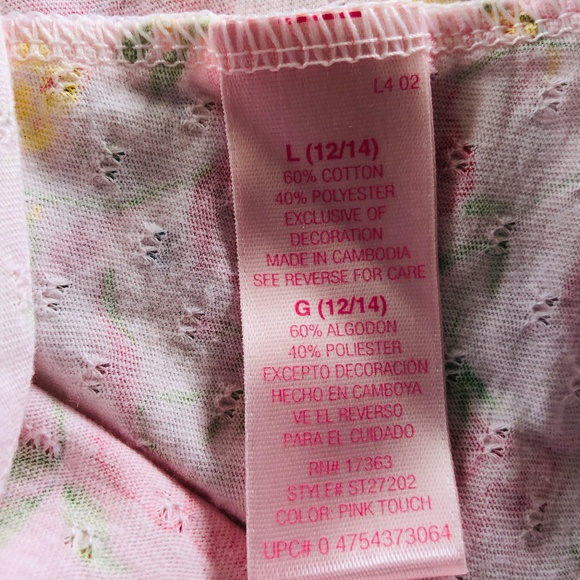 L4 02
L (12/14)
60% COTTON
40% POLYESTER
EXCLUSIVE OF
DECORATION
MADE IN CAMBODIA
SEE REVERSE FOR CARE
G (12/14)
60% ALGODON
40% POLIESTER
EXCEPTO DECORACIÓN
HECHO EN CAMBOYA
VE EL REVERSO
PARA EL CUIDADO
RN# 17363
STYLE# ST27202
COLOR: PINK TOUCH
UPC# 0 4754373064